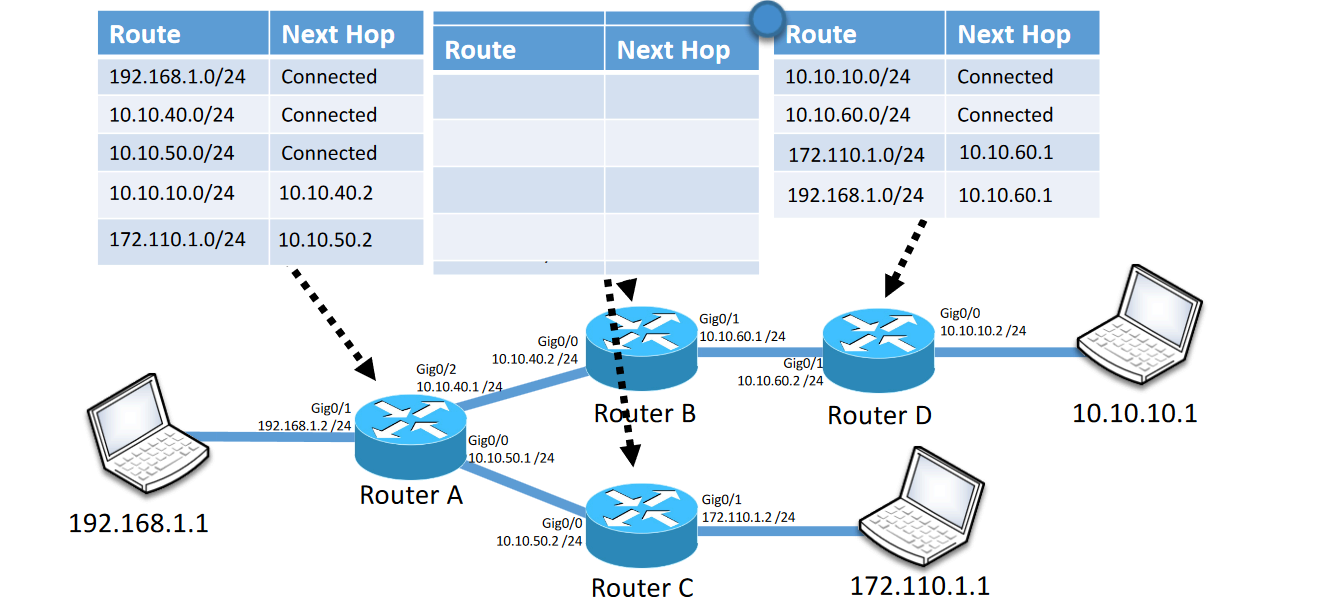 Route Next Hop
192.168.1.0/24 Connected
10.10.40.0/24 Connected
10.10.50.0/24 Connected
10.10.10.0/24 10.10.40.2
172.110.1.0/24 10.10.50.2
Route Next Hop
Route Next Hop
10.10.10.0/24 Connected
10.10.60.0/24 Connected
172.110.1.0/24 10.10.60.1
192.168.1.0/24 10.10.60.1
Gig0/1
192.168.1.2 /24
Gig0/2
10.10.40.1 /24
Gig0/0
10.10.50.1 /24
Router A
192.168.1.1
Gig0/0
10.10.40.2 /24
Gig0/1
10.10.60.1 /24
Router B
Gig0/1
10.10.60.2 /24
Gig0/0
10.10.10.2 /24
Router D
10.10.10.1
Gig0/0
10.10.50.2 /24
Gig0/1
172.110.1.2 /24
Router C
172.110.1.1